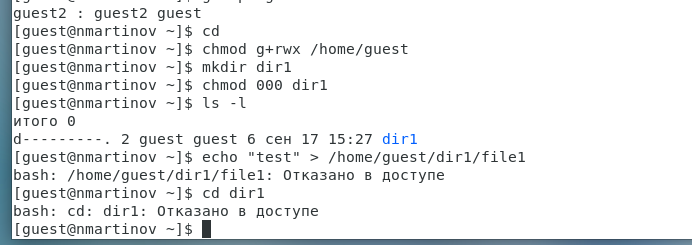 guest2 : guest2 guest
[guest@nmartinov ~]$ cd
[guest@nmartinov ~]$ chmod g+rwx /home/guest
[guest@nmartinov ~]$ mkdir dir1
[guest@nmartinov ~]$ chmod 000 dir1
[guest@nmartinov ~]$ ls -l
итого 0
d---------. 2 guest guest 6 сен 17 15:27 dir1
[guest@nmartinov ~]$ echo "test" > /home/guest/dir1/file1
bash: /home/guest/dir1/file1: Отказано в доступе
[guest@nmartinov ~]$ cd dir1
bash: cd: dir1: Отказано в доступе
[guest@nmartinov ~]$